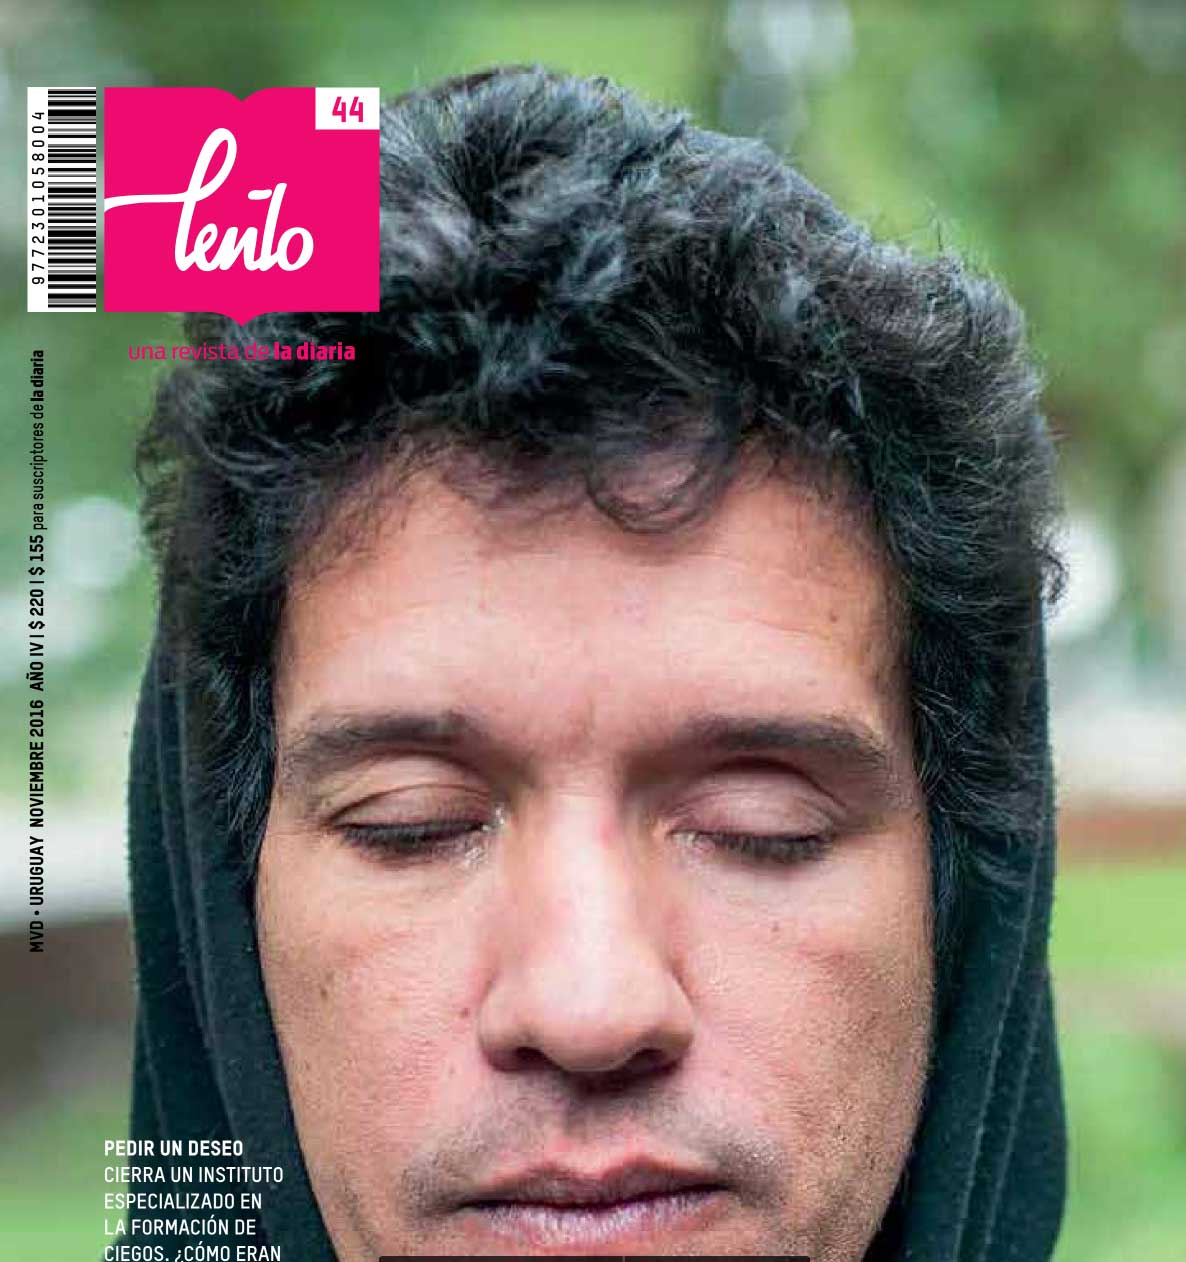 44
lento
una revista de la diaria
9772301058004
MVD • URUGUAY NOVIEMBRE 2016 AÑO IV I $ 220 I $ 155 para suscriptores de la diaria
PEDIR UN DESEO
CIERRA UN INSTITUTO
ESPECIALIZADO EN
LA FORMACIÓN DE
CIEGOS. ¿CÓMO ERAN